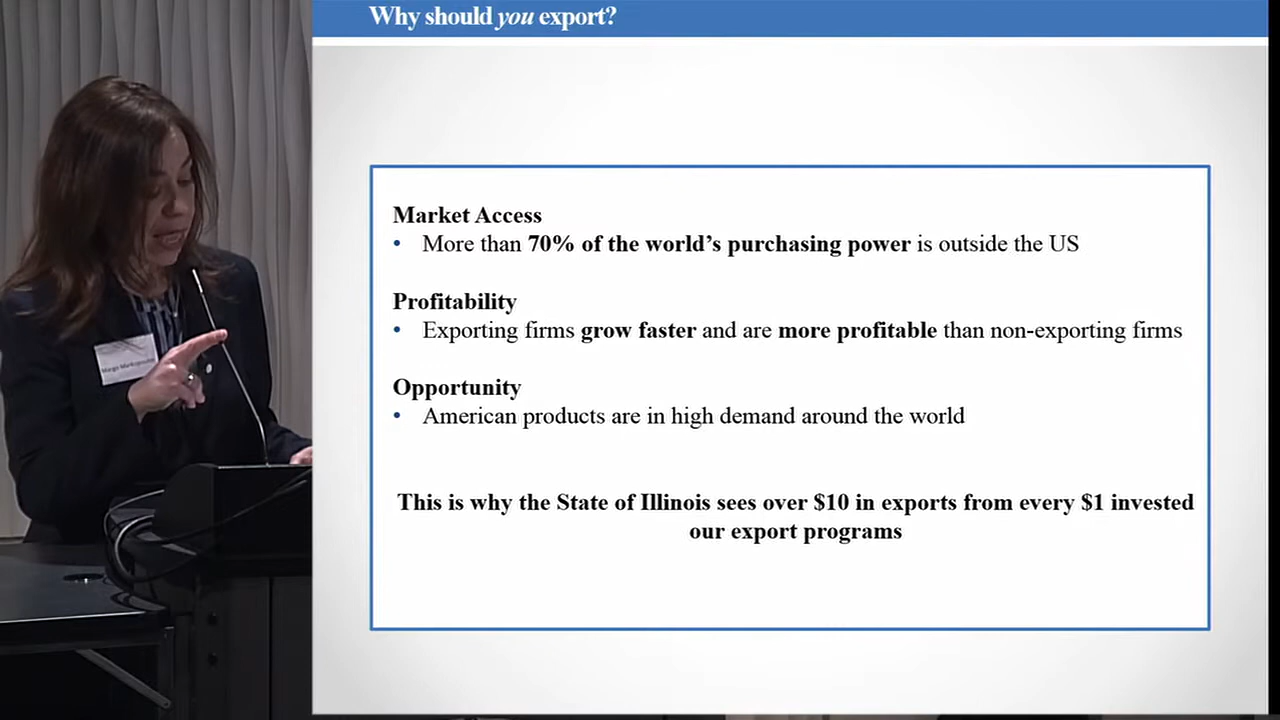 Why should you export?
Market Access
• More than 70% of the world's purchasing power is outside the US
Profitability
• Exporting firms grow faster and are more profitable than non-exporting firms
Opportunity
• American products are in high demand around the world
This is why the State of Illinois sees over $10 in exports from every $1 invested
our export programs
Margo Markopoulos